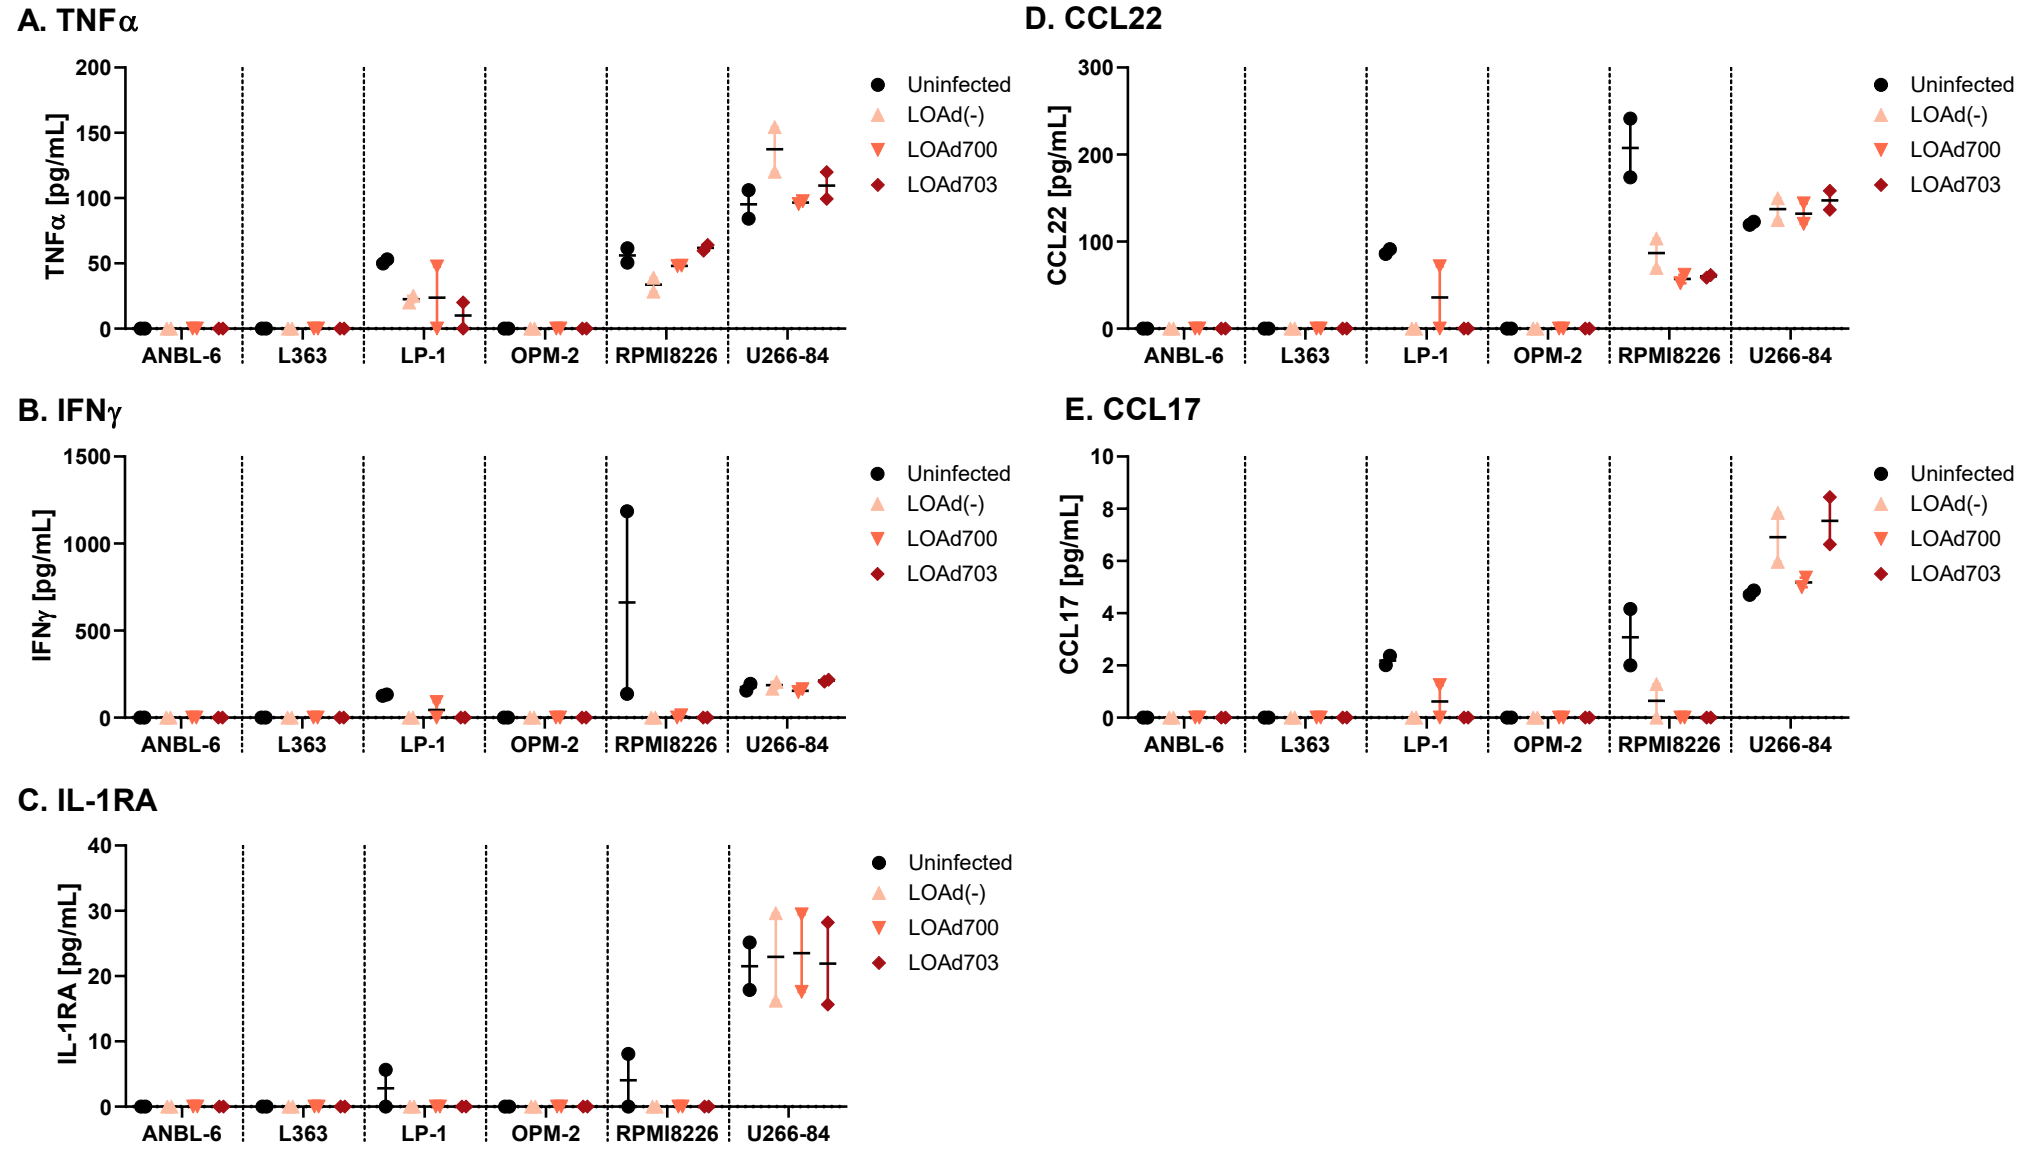 A. TNFα
TNFα [pg/mL]
200
150
100
50
0
ANBL-6 L363 LP-1 OPM-2 RPMI8226 U266-84
Uninfected
LOAd(-)
LOAd700
LOAd703
D. CCL22
CCL22 [pg/mL]
300
200
100
0
ANBL-6 L363 LP-1 OPM-2 RPMI8226 U266-84
Uninfected
LOAd(-)
LOAd700
LOAd703
B. IFNγ
IFNγ [pg/mL]
1500
1000
500
0
ANBL-6 L363 LP-1 OPM-2 RPMI8226 U266-84
Uninfected
LOAd(-)
LOAd700
LOAd703
E. CCL17
CCL17 [pg/mL]
10
8
6
4
2
0
ANBL-6 L363 LP-1 OPM-2 RPMI8226 U266-84
Uninfected
LOAd(-)
LOAd700
LOAd703
C. IL-1RA
IL-1RA [pg/mL]
40
30
20
10
0
ANBL-6 L363 LP-1 OPM-2 RPMI8226 U266-84
Uninfected
LOAd(-)
LOAd700
LOAd703